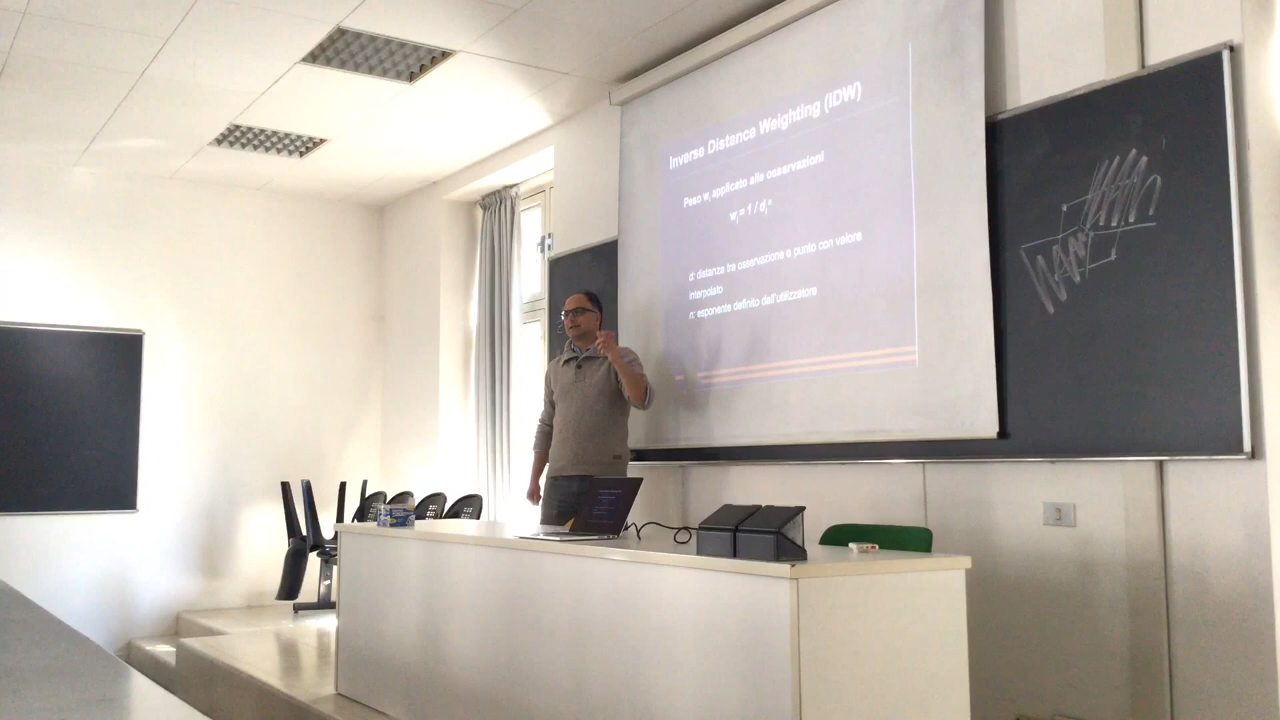 Inverse Distance Weighting (IDW)
Peso wᵢ applicato alle osservazioni
wᵢ = 1 / dᵢⁿ
d: distanza tra osservazione e punto con valore
interpolato
n: esponente definito dall'utilizzatore